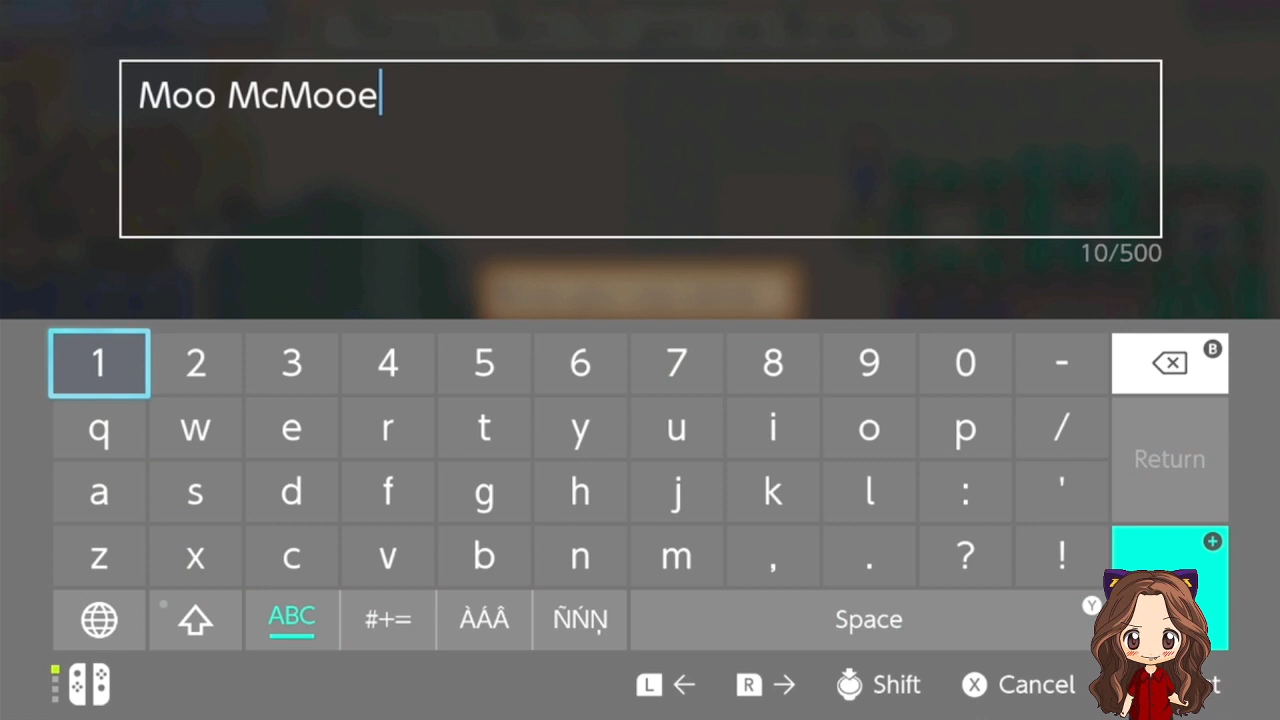 Moo McMooe
10/500
1 2 3 4 5 6 7 8 9 0 - B
q w e r t y u i o p /
Return
a s d f g h j k l : '
z x c v b n m , . ? ! +
ABC #+= ÀÁÂ ÑŃŅ Space Y
L ← R → Shift X Cancel t